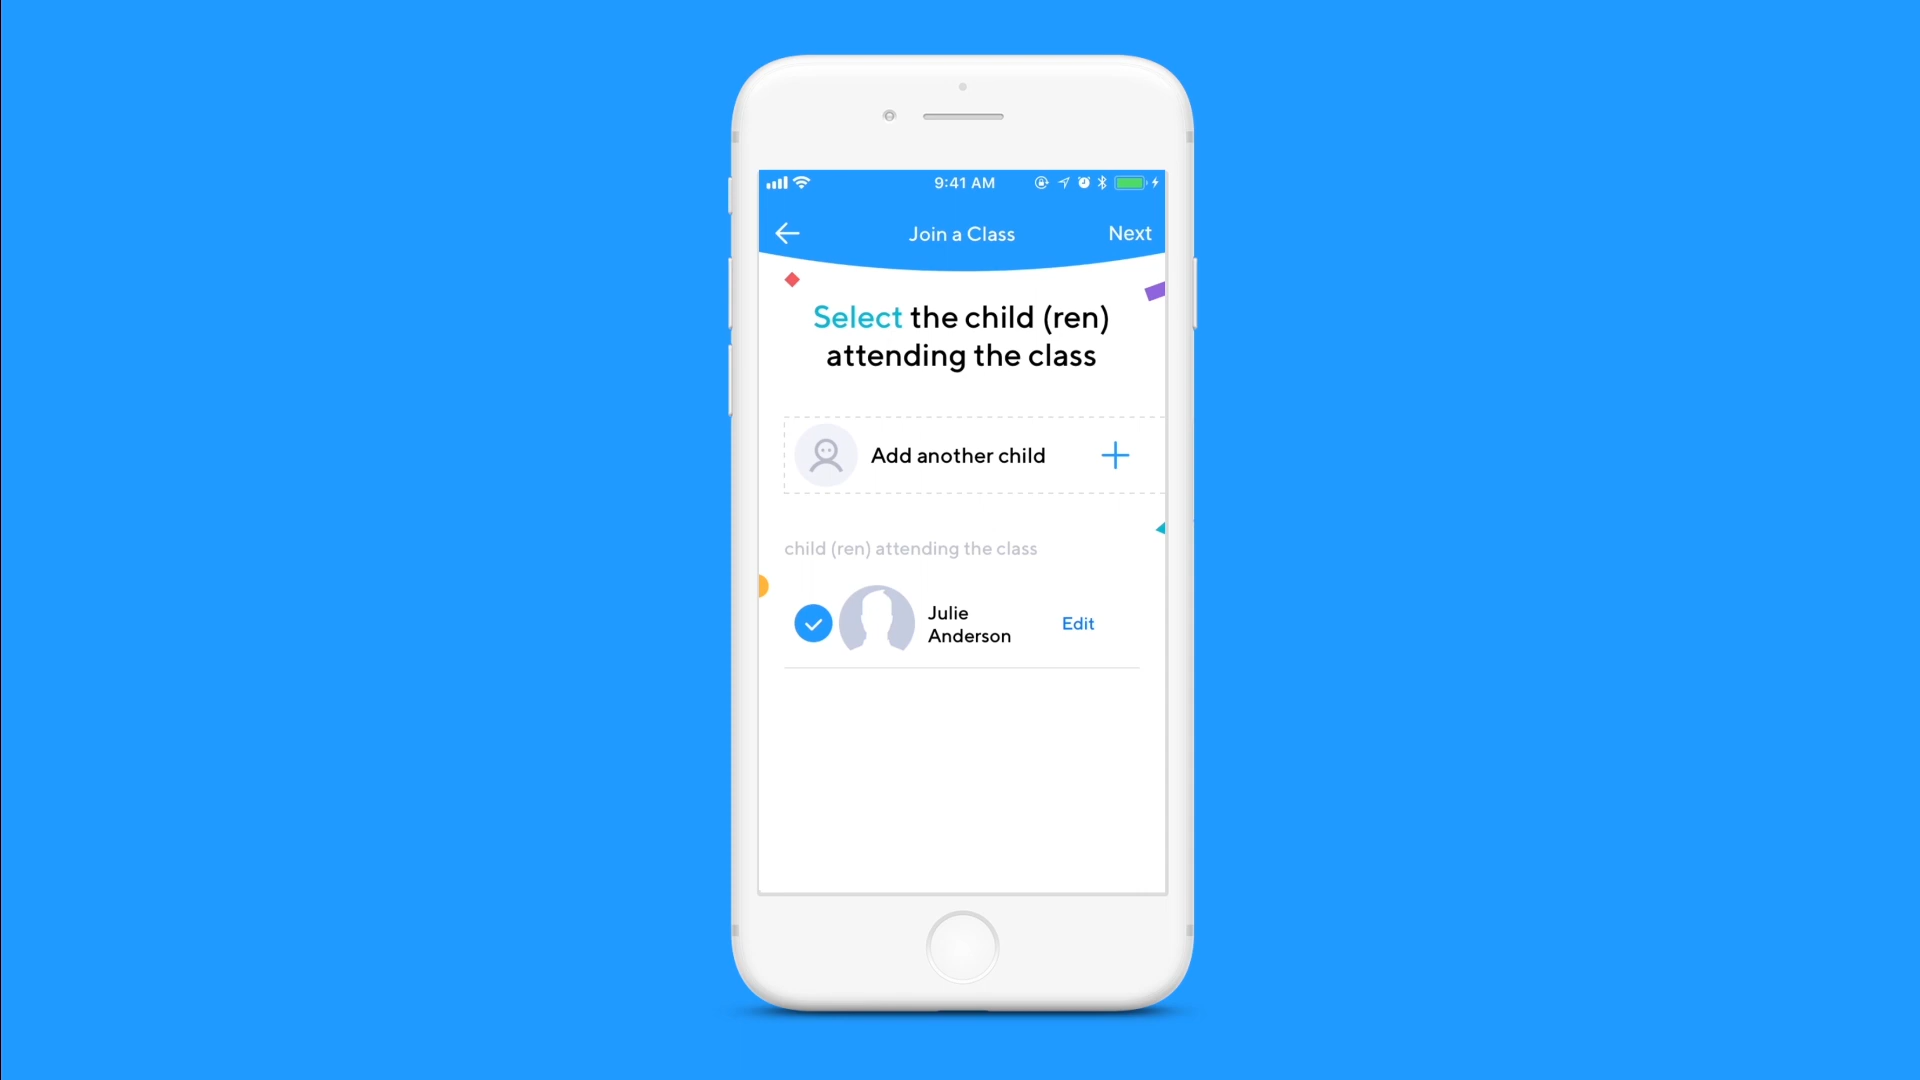 9:41 AM
Join a Class
Next
Select the child (ren)
attending the class
Add another child
child (ren) attending the class
Julie
Anderson
Edit